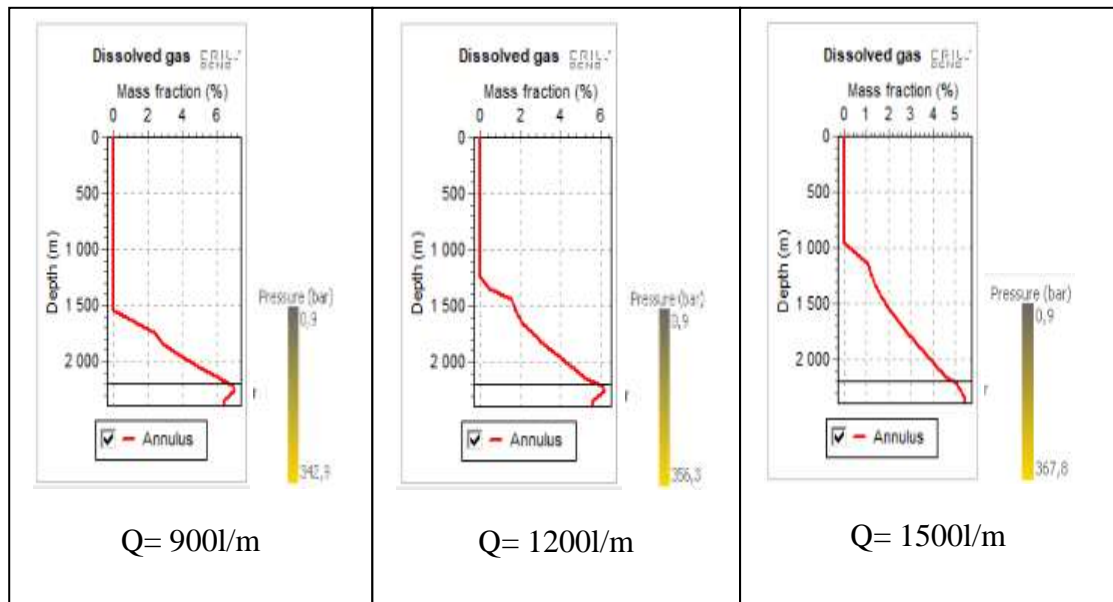 Dissolved gas
Mass fraction (%)
0 2 4 6
0
500
1 000
1 500
2 000
Depth (m)
r
Annulus
Pressure (bar)
0,9
342,9
Q= 900l/m
Dissolved gas
Mass fraction (%)
0 2 4 6
0
500
1 000
1 500
2 000
Depth (m)
r
Annulus
Pressure (bar)
0,9
356,3
Q= 1200l/m
Dissolved gas
Mass fraction (%)
0 1 2 3 4 5
0
500
1 000
1 500
2 000
Depth (m)
r
Annulus
Pressure (bar)
0,9
367,8
Q= 1500l/m